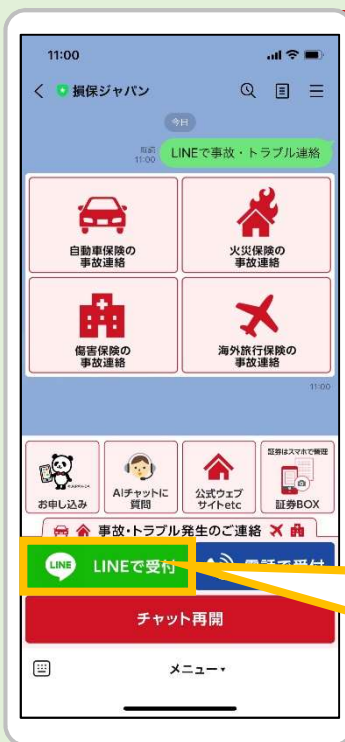 11:00
損保ジャパン
今日
既読
11:00
LINEで事故・トラブル連絡
自動車保険の
事故連絡
火災保険の
事故連絡
傷害保険の
事故連絡
海外旅行保険の
事故連絡
11:00
お申し込み
AIチャットに
質問
公式ウェブ
サイトetc
証券はスマホで管理
証券BOX
事故・トラブル発生のご連絡
LINE
LINEで受付
電話で受付
チャット再開
メニュー